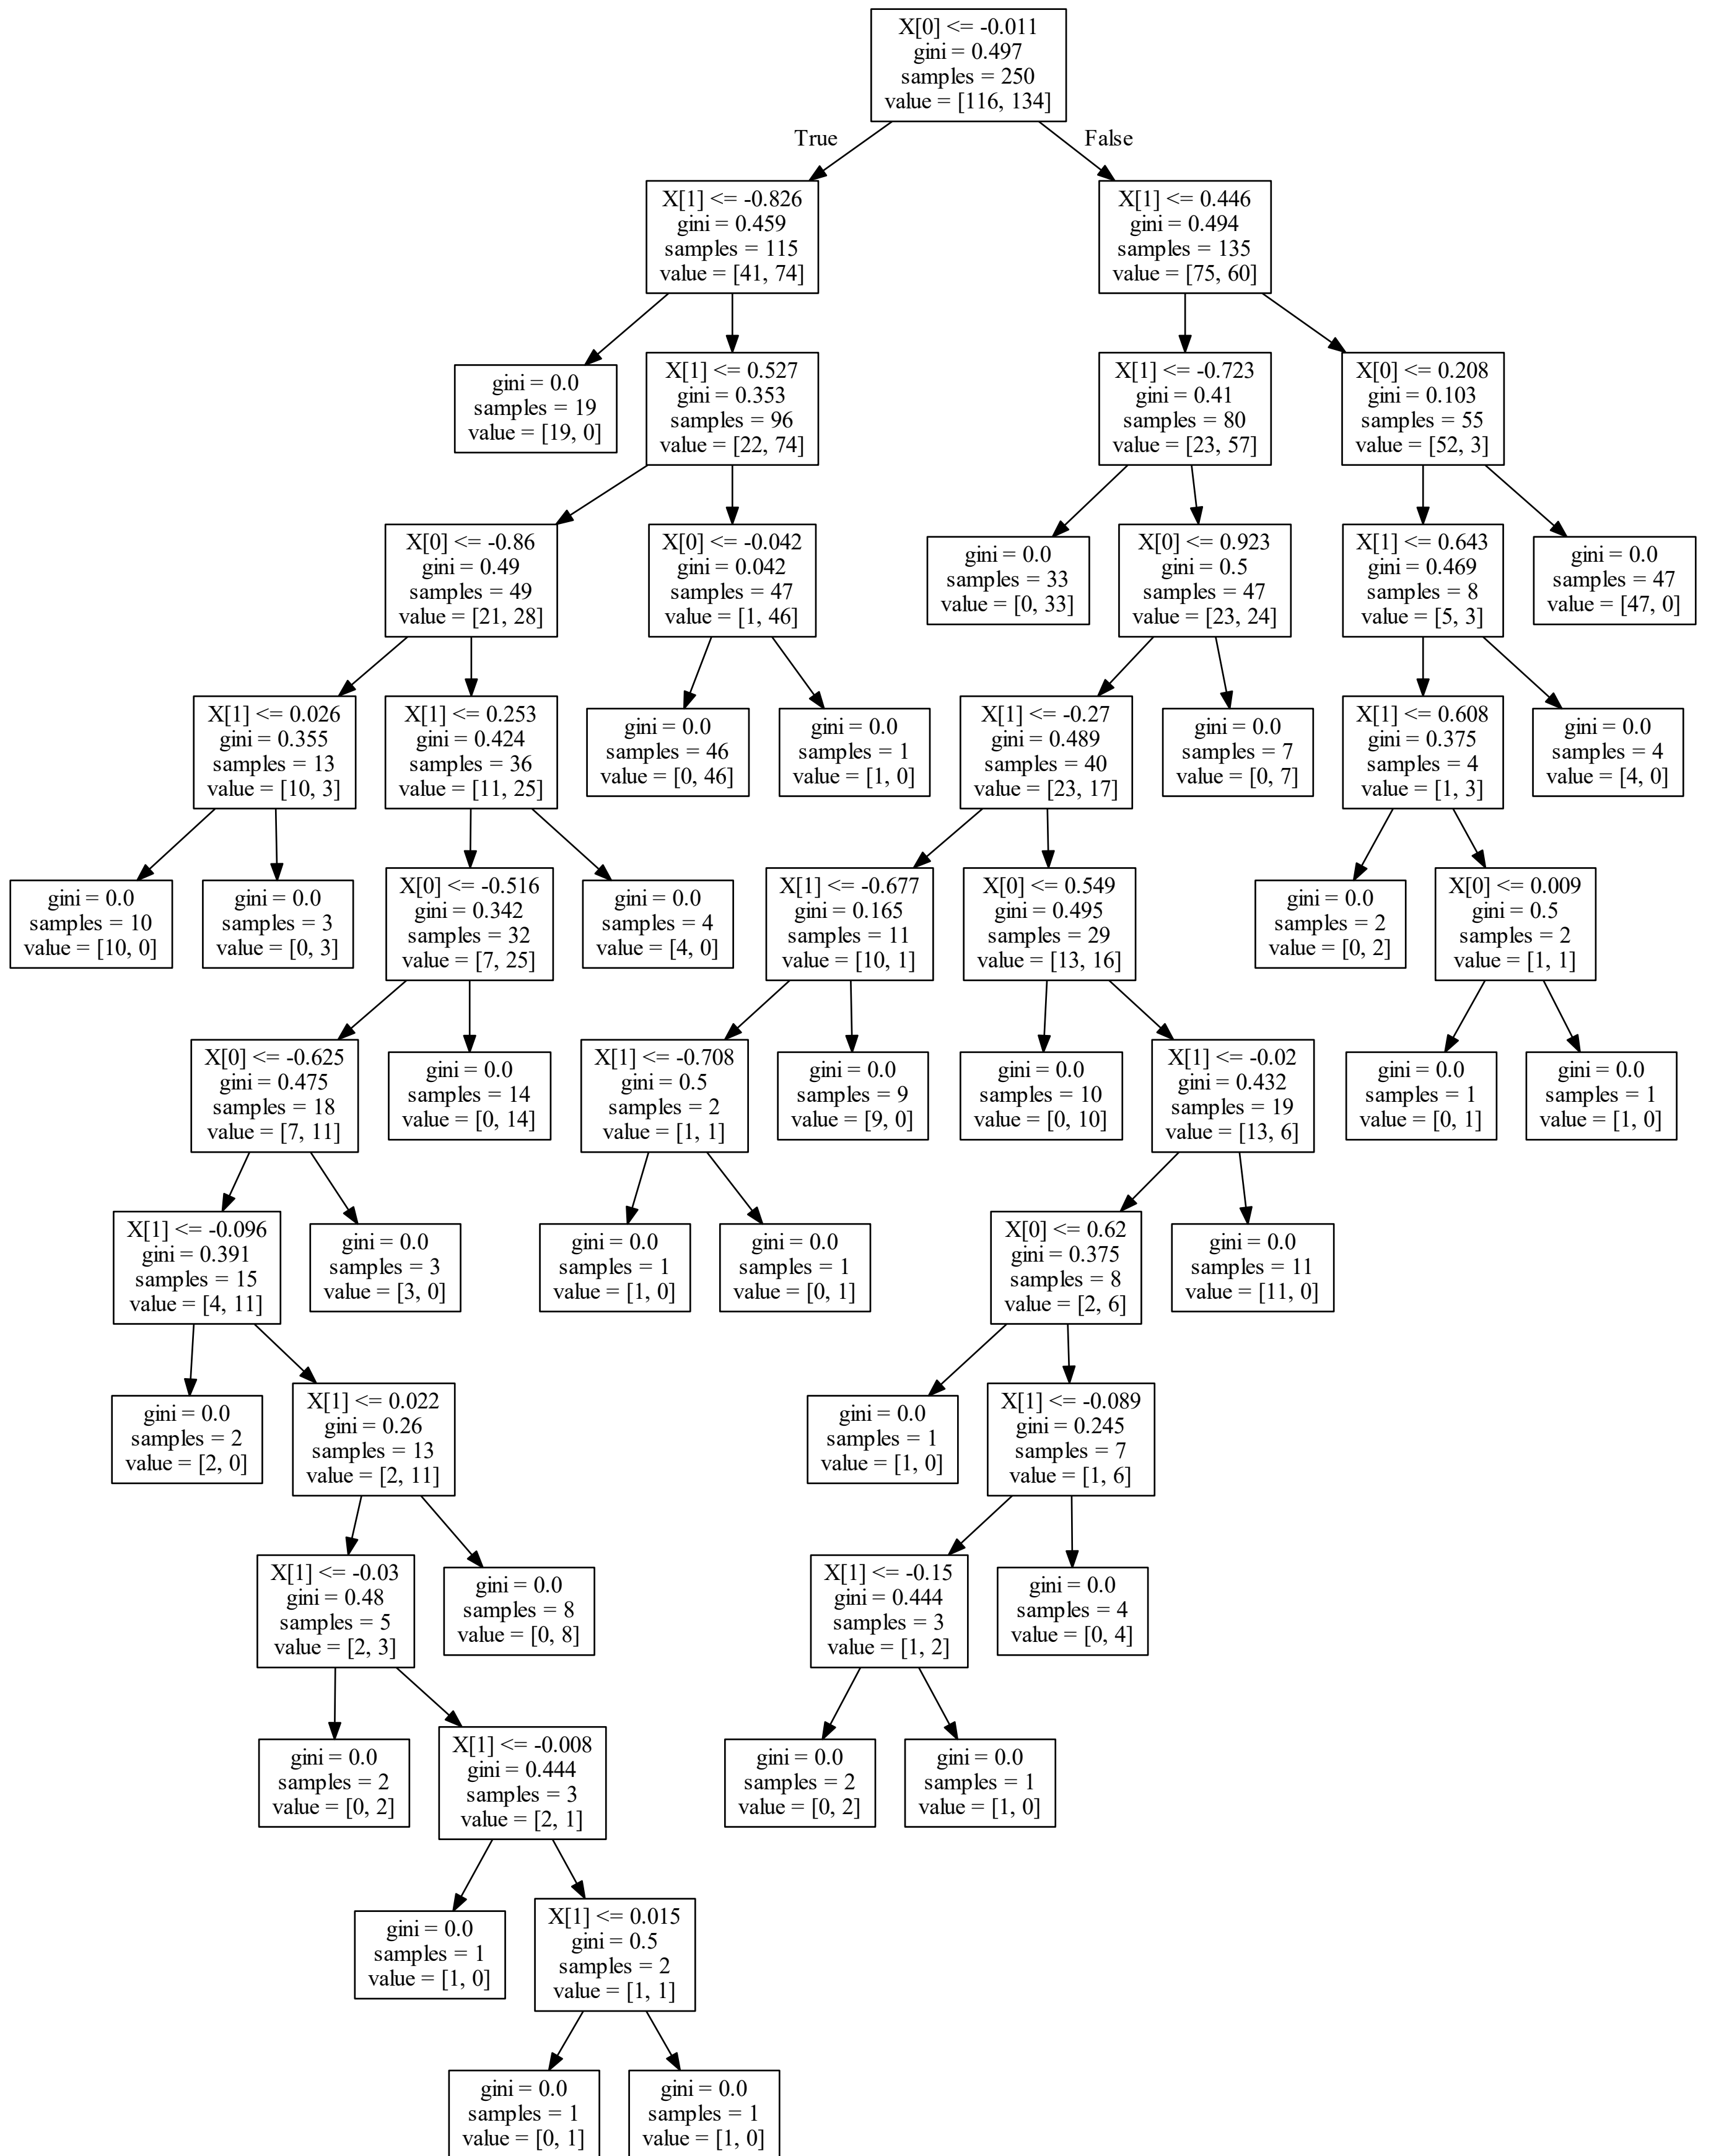 X[0] <= -0.011
gini = 0.497
samples = 250
value = [116, 134]
True
False
X[1] <= -0.826
gini = 0.459
samples = 115
value = [41, 74]
X[1] <= 0.446
gini = 0.494
samples = 135
value = [75, 60]
gini = 0.0
samples = 19
value = [19, 0]
X[1] <= 0.527
gini = 0.353
samples = 96
value = [22, 74]
X[1] <= -0.723
gini = 0.41
samples = 80
value = [23, 57]
X[0] <= 0.208
gini = 0.103
samples = 55
value = [52, 3]
X[0] <= -0.86
gini = 0.49
samples = 49
value = [21, 28]
X[0] <= -0.042
gini = 0.042
samples = 47
value = [1, 46]
gini = 0.0
samples = 33
value = [0, 33]
X[0] <= 0.923
gini = 0.5
samples = 47
value = [23, 24]
X[1] <= 0.643
gini = 0.469
samples = 8
value = [5, 3]
gini = 0.0
samples = 47
value = [47, 0]
X[1] <= 0.026
gini = 0.355
samples = 13
value = [10, 3]
X[1] <= 0.253
gini = 0.424
samples = 36
value = [11, 25]
gini = 0.0
samples = 46
value = [0, 46]
gini = 0.0
samples = 1
value = [1, 0]
X[1] <= -0.27
gini = 0.489
samples = 40
value = [23, 17]
gini = 0.0
samples = 7
value = [0, 7]
X[1] <= 0.608
gini = 0.375
samples = 4
value = [1, 3]
gini = 0.0
samples = 4
value = [4, 0]
gini = 0.0
samples = 10
value = [10, 0]
gini = 0.0
samples = 3
value = [0, 3]
X[0] <= -0.516
gini = 0.342
samples = 32
value = [7, 25]
gini = 0.0
samples = 4
value = [4, 0]
X[1] <= -0.677
gini = 0.165
samples = 11
value = [10, 1]
X[0] <= 0.549
gini = 0.495
samples = 29
value = [13, 16]
gini = 0.0
samples = 2
value = [0, 2]
X[0] <= 0.009
gini = 0.5
samples = 2
value = [1, 1]
X[0] <= -0.625
gini = 0.475
samples = 18
value = [7, 11]
gini = 0.0
samples = 14
value = [0, 14]
X[1] <= -0.708
gini = 0.5
samples = 2
value = [1, 1]
gini = 0.0
samples = 9
value = [9, 0]
gini = 0.0
samples = 10
value = [0, 10]
X[1] <= -0.02
gini = 0.432
samples = 19
value = [13, 6]
gini = 0.0
samples = 1
value = [0, 1]
gini = 0.0
samples = 1
value = [1, 0]
X[1] <= -0.096
gini = 0.391
samples = 15
value = [4, 11]
gini = 0.0
samples = 3
value = [3, 0]
gini = 0.0
samples = 1
value = [1, 0]
gini = 0.0
samples = 1
value = [0, 1]
X[0] <= 0.62
gini = 0.375
samples = 8
value = [2, 6]
gini = 0.0
samples = 11
value = [11, 0]
gini = 0.0
samples = 2
value = [2, 0]
X[1] <= 0.022
gini = 0.26
samples = 13
value = [2, 11]
gini = 0.0
samples = 1
value = [1, 0]
X[1] <= -0.089
gini = 0.245
samples = 7
value = [1, 6]
X[1] <= -0.03
gini = 0.48
samples = 5
value = [2, 3]
gini = 0.0
samples = 8
value = [0, 8]
X[1] <= -0.15
gini = 0.444
samples = 3
value = [1, 2]
gini = 0.0
samples = 4
value = [0, 4]
gini = 0.0
samples = 2
value = [0, 2]
X[1] <= -0.008
gini = 0.444
samples = 3
value = [2, 1]
gini = 0.0
samples = 2
value = [0, 2]
gini = 0.0
samples = 1
value = [1, 0]
gini = 0.0
samples = 1
value = [1, 0]
X[1] <= 0.015
gini = 0.5
samples = 2
value = [1, 1]
gini = 0.0
samples = 1
value = [0, 1]
gini = 0.0
samples = 1
value = [1, 0]